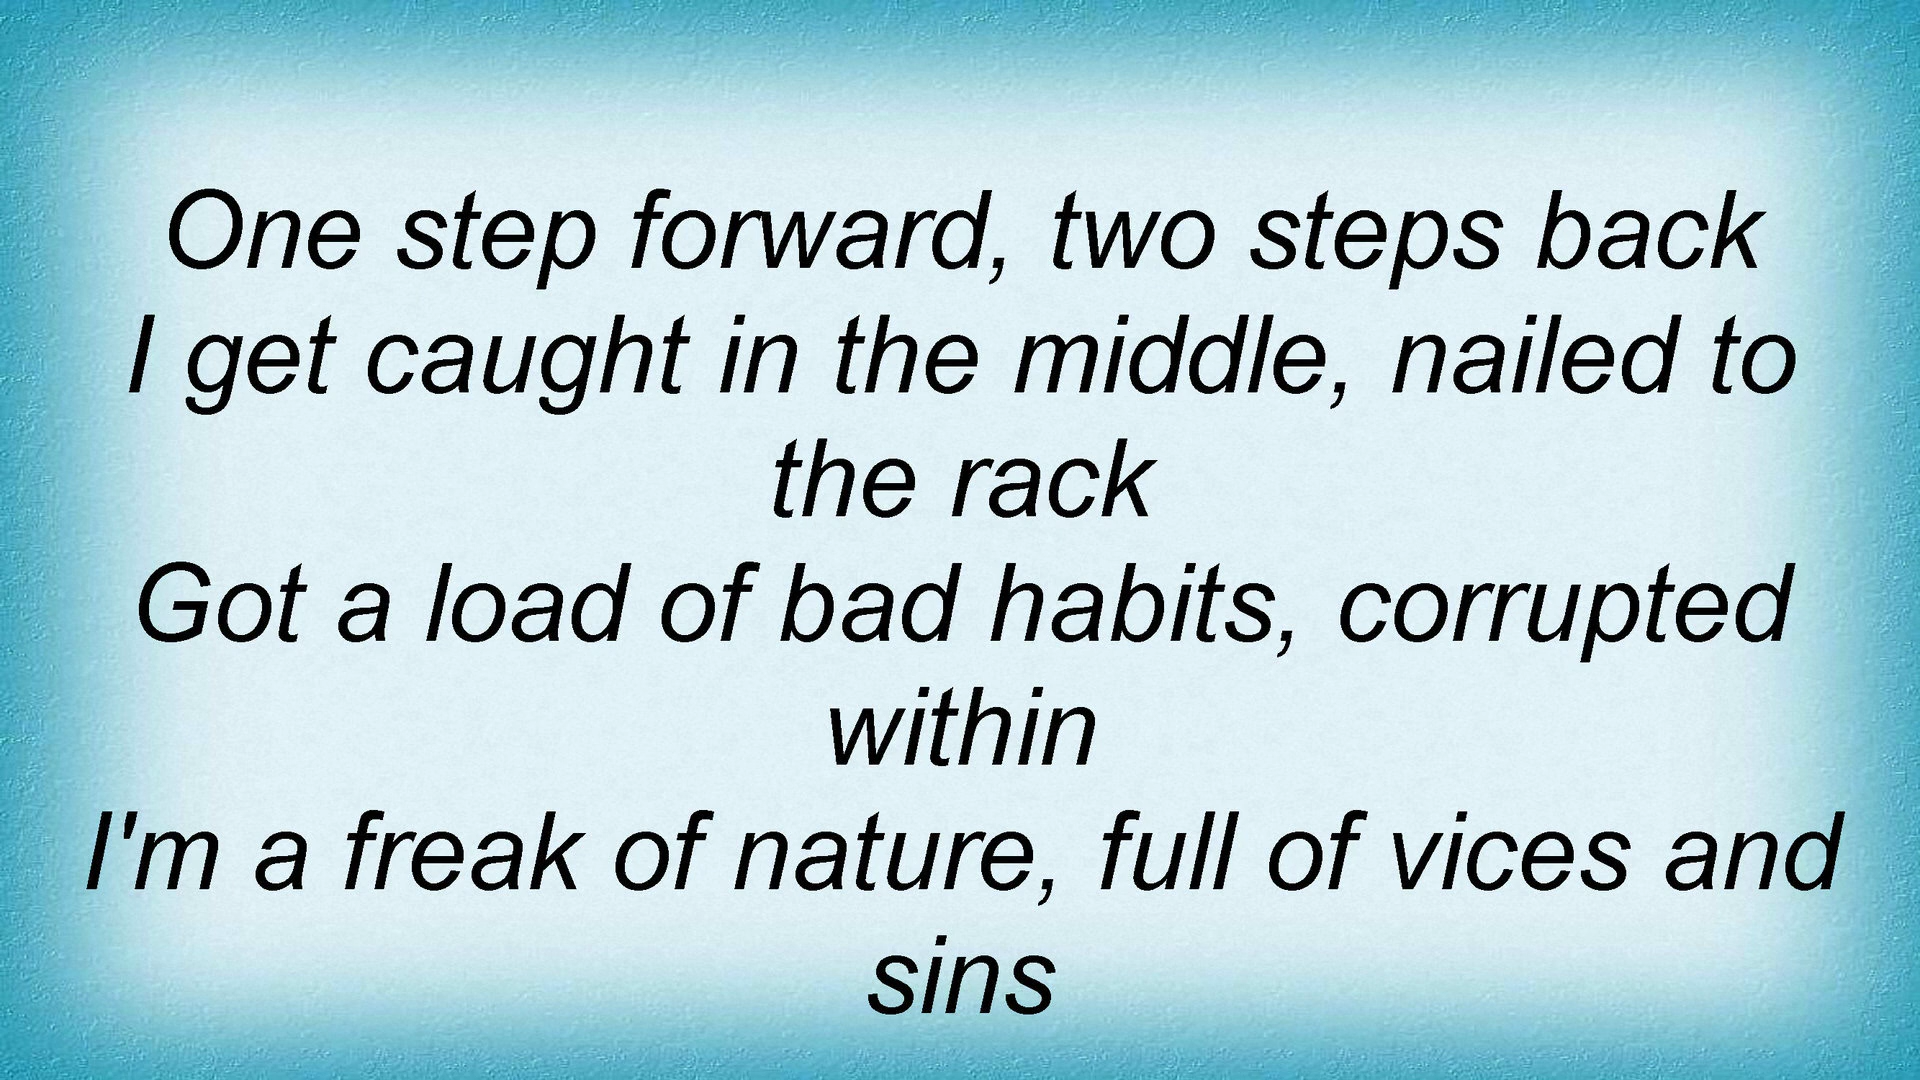 One step forward, two steps back
I get caught in the middle, nailed to
the rack
Got a load of bad habits, corrupted
within
I'm a freak of nature, full of vices and
sins